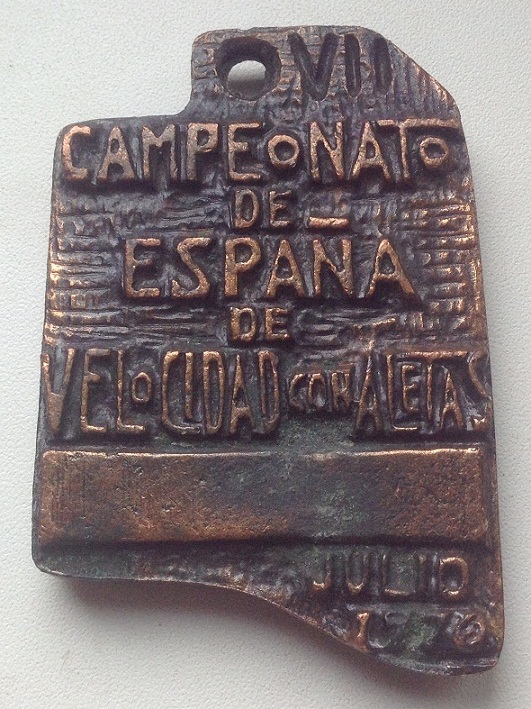 VII
CAMPEONATO
DE
ESPAÑA
DE
VELOCIDAD CON ALETAS
JULIO